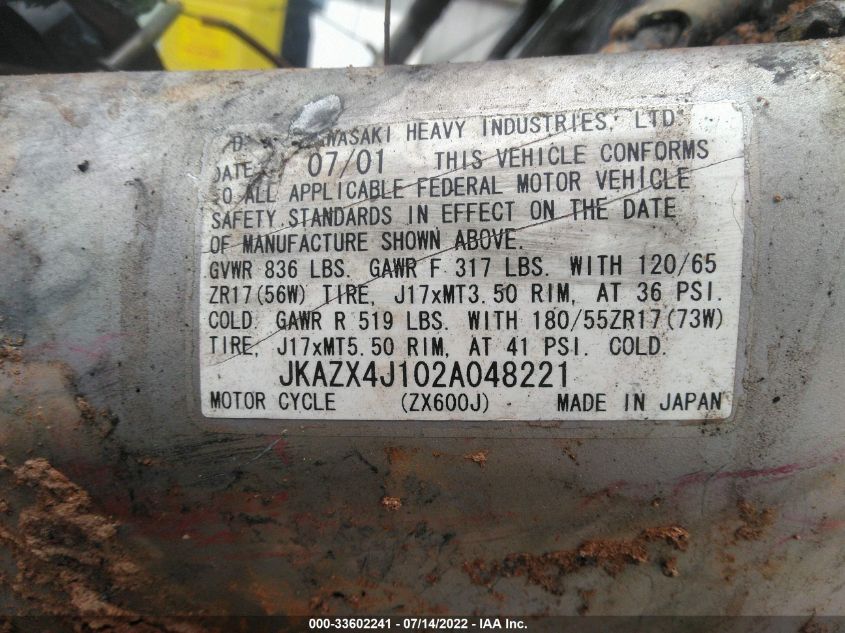 HEAVY INDUSTRIES, LTD
DATE 07/01 THIS VEHICLE CONFORMS
ALL APPLICABLE FEDERAL MOTOR VEHICLE
SAFETY STANDARDS IN EFFECT ON THE DATE
OF MANUFACTURE SHOWN ABOVE.
GVWR 836 LBS. GAWR F 317 LBS. WITH 120/65
ZR17(56W) TIRE, J17xMT3.50 RIM, AT 36 PSI.
COLD. GAWR R 519 LBS. WITH 180/55ZR17(73W)
TIRE, J17xMT5.50 RIM, AT 41 PSI. COLD.
JKAZX4J102A048221
MOTOR CYCLE (ZX600J) MADE IN JAPAN
000-33602241 - 07/14/2022 - IAA Inc.